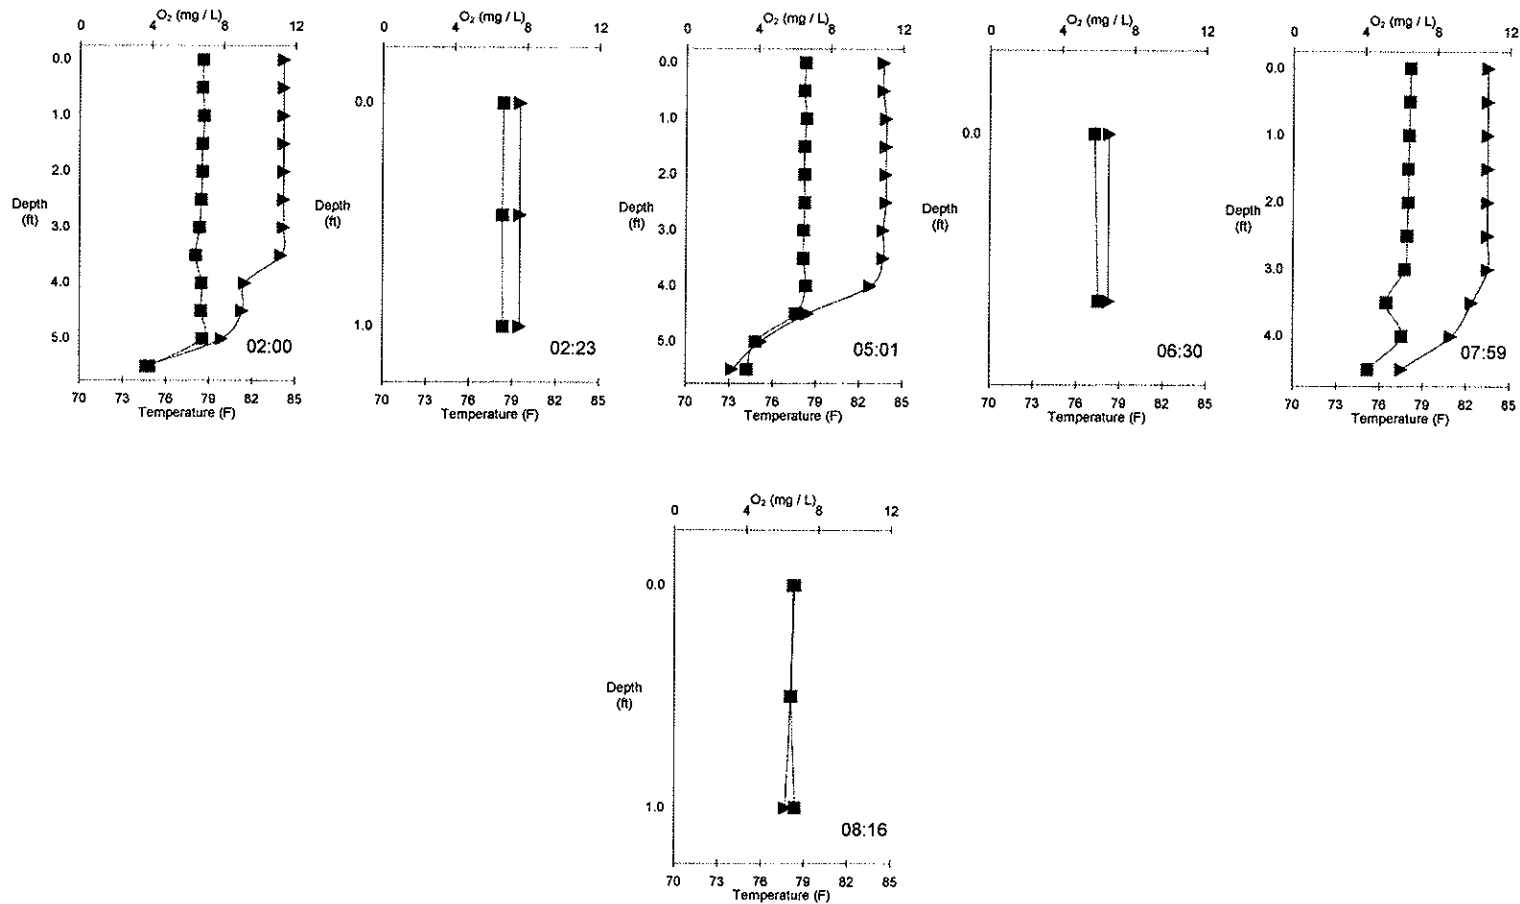 O₂ (mg / L)
0 4 8 12
0.0
1.0
2.0
Depth
(ft)
3.0
4.0
5.0
02:00
70 73 76 79 82 85
Temperature (F)
O₂ (mg / L)
0 4 8 12
0.0
Depth
(ft)
1.0
02:23
70 73 76 79 82 85
Temperature (F)
O₂ (mg / L)
0 4 8 12
0.0
1.0
2.0
Depth
(ft)
3.0
4.0
5.0
05:01
70 73 76 79 82 85
Temperature (F)
O₂ (mg / L)
0 4 8 12
0.0
Depth
(ft)
06:30
70 73 76 79 82 85
Temperature (F)
O₂ (mg / L)
0 4 8 12
0.0
1.0
2.0
Depth
(ft)
3.0
4.0
07:59
70 73 76 79 82 85
Temperature (F)
O₂ (mg / L)
0 4 8 12
0.0
Depth
(ft)
1.0
08:16
70 73 76 79 82 85
Temperature (F)